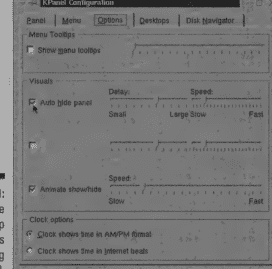 KPanel Configuration
Panel Menu Options Desktops Disk Navigator
Menu Tooltips
Show menu tooltips
Visuals
Delay: Speed:
Auto hide panel
Small Large Slow Fast
Speed:
Animate show/hide
Slow Fast
Clock options
Clock shows time in AM/PM format
Clock shows time in internet beats